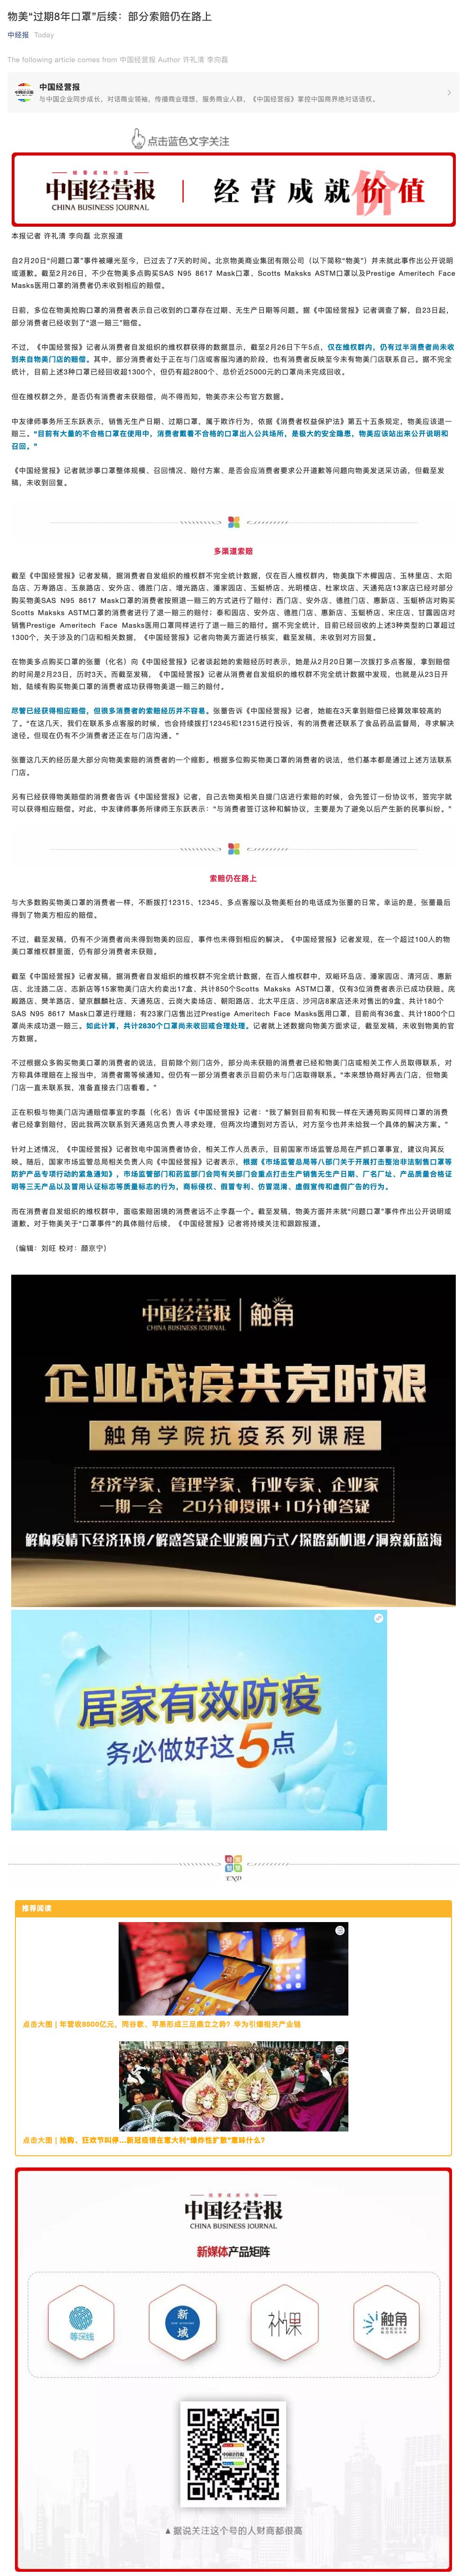 物美“过期8年口罩”后续：部分索赔仍在路上
中经报 Today
The following article comes from 中国经营报 Author 许礼清 李向磊
中国经营报
与中国企业同步成长，对话商业领袖，传播商业理想，服务商业人群，《中国经营报》掌控中国商界绝对话语权。
点击蓝色文字关注
中国经营报
CHINA BUSINESS JOURNAL
经营成就价值
本报记者 许礼清 李向磊 北京报道
自2月20日“问题口罩”事件被曝光至今，已过去了7天的时间。北京物美商业集团有限公司（以下简称“物美”）并未就此事作出公开说明
或道歉。截至2月26日，不少在物美多点购买SAS N95 8617 Mask口罩、Scotts Maksks ASTM口罩以及Prestige Ameritech Face
Masks医用口罩的消费者仍未收到相应的赔偿。
日前，多位在物美抢购口罩的消费者表示自己收到的口罩存在过期、无生产日期等问题。据《中国经营报》记者调查了解，自23日起，
部分消费者已经收到了“退一赔三”赔偿。
不过，《中国经营报》记者从消费者自发组织的维权群获得的数据显示，截至2月26日下午5点，仅在维权群内，仍有过半消费者尚未收
到来自物美门店的赔偿。其中，部分消费者处于正在与门店或客服沟通的阶段，也有消费者反映至今未有物美门店联系自己。据不完全
统计，目前上述3种口罩已经回收超1300个，但仍有超2800个、总价近25000元的口罩尚未完成回收。
但在维权群之外，是否仍有消费者未获赔偿，尚不得而知，物美亦未公布官方数据。
中友律师事务所律师王东跃表示，销售无生产日期、过期口罩，属于欺诈行为，依据《消费者权益保护法》第五十五条规定，物美应该退一
赔三。“目前有大量的不合格口罩在使用中，消费者戴着不合格的口罩出入公共场所，是极大的安全隐患，物美应该站出来公开说明和
召回。”
《中国经营报》记者就涉事口罩整体规模、召回情况、赔付方案、是否会应消费者要求公开道歉等问题向物美发送采访函，但截至发
稿，未收到回复。
多渠道索赔
截至《中国经营报》记者发稿，据消费者自发组织的维权群不完全统计数据，仅在百人维权群内，物美旗下水榭园店、玉林里店、太阳
岛店、万寿路店、玉泉路店、安外店、德胜门店、增光路店、潘家园店、玉蜓桥店、光明楼店、杜家坎店、天通苑店13家店已经对部分
购买物美SAS N95 8617 Mask口罩的消费者按照退一赔三的方式进行了赔付；西门店、安外店、德胜门店、惠新店、玉蜓桥店对购买
Scotts Maksks ASTM口罩的消费者进行了退一赔三的赔付；泰和园店、安外店、德胜门店、惠新店、玉蜓桥店、宋庄店、甘露园店对
销售Prestige Ameritech Face Masks医用口罩同样进行了退一赔三的赔付。据不完全统计，目前已经回收的上述3种类型的口罩超过
1300个，关于涉及的门店和相关数据，《中国经营报》记者向物美方面进行核实，截至发稿，未收到对方回复。
在物美多点购买口罩的张蕾（化名）向《中国经营报》记者谈起她的索赔经历时表示，她是从2月20日第一次拨打多点客服，拿到赔偿
的时间是2月23日，历时3天。而截至发稿，《中国经营报》记者从消费者自发组织的维权群不完全统计数据中发现，也就是从23日开
始，陆续有购买物美口罩的消费者成功获得物美退一赔三的赔付。
尽管已经获得相应赔偿，但很多消费者的索赔经历并不容易。张蕾告诉《中国经营报》记者，她能在3天拿到赔偿已经算效率较高的
了。“在这几天，我们在联系多点客服的时候，也会持续拨打12345和12315进行投诉，有的消费者还联系了食品药品监督局，寻求解决
途径。但现在仍有不少消费者还正在与门店沟通。”
张蕾这几天的经历是大部分向物美索赔的消费者的一个缩影。根据多位购买物美口罩的消费者的说法，他们基本都是通过上述方法联系
门店。
另有已经获得物美赔偿的消费者告诉《中国经营报》记者，自己去物美相关自提门店进行索赔的时候，会先签订一份协议书，签完字就
可以获得相应赔偿。对此，中友律师事务所律师王东跃表示：“与消费者签订这种和解协议，主要是为了避免以后产生新的民事纠纷。”
索赔仍在路上
与大多数购买物美口罩的消费者一样，不断拨打12315、12345、多点客服以及物美柜台的电话成为张蕾的日常。幸运的是，张蕾最后
得到了物美方相应的赔偿。
不过，截至发稿，仍有不少消费者尚未得到物美的回应，事件也未得到相应的解决。《中国经营报》记者发现，在一个超过100人的物
美口罩维权群里面，仍有部分消费者未获赔。
截至《中国经营报》记者发稿，据消费者自发组织的维权群不完全统计数据，在百人维权群中，双峪环岛店、潘家园店、清河店、惠新
店、北洼路二店、志新店等15家物美门店大约卖出17盒、共计850个Scotts Maksks ASTM口罩，仅有3位消费者表示已成功获赔。庑
殿路店、樊羊路店、望京麒麟社店、天通苑店、云岗大卖场店、朝阳路店、北太平庄店、沙河店8家店还未对售出的9盒、共计180个
SAS N95 8617 Mask口罩进行理赔；有23家门店售出过Prestige Ameritech Face Masks医用口罩，目前尚有36盒、共计1800个口
罩尚未成功退一赔三。如此计算，共计2830个口罩尚未收回或合理处理。记者就上述数据向物美方面求证，截至发稿，未收到物美的官
方数据。
不过根据众多购买物美口罩的消费者的说法，目前除个别门店外，部分尚未获赔的消费者已经和物美门店或相关工作人员取得联系，对
方称具体理赔在上报当中，消费者需等候通知。但仍有一部分消费者表示目前仍未与门店取得联系。“本来想协商好再去门店，但物美
门店一直未联系我，准备直接去门店看看。”
正在积极与物美门店沟通赔偿事宜的李磊（化名）告诉《中国经营报》记者：“我了解到目前有和我一样在天通苑购买同样口罩的消费
者已经拿到赔付，因此我两次联系到天通苑店负责人寻求处理，但两次均遭到对方否认，对方至今也并未给我一个具体的解决方案。”
针对上述情况，《中国经营报》记者致电中国消费者协会，相关工作人员表示，目前国家市场监管总局在严抓口罩事宜，建议向其反
映。随后，国家市场监管总局相关负责人向《中国经营报》记者表示，根据《市场监管总局等八部门关于开展打击整治非法制售口罩等
防护产品专项行动的紧急通知》，市场监管部门和药监部门会同有关部门会重点打击生产销售无生产日期、厂名厂址、产品质量合格证
明等三无产品以及冒用认证标志等质量标志的行为，商标侵权、假冒专利、仿冒混淆、虚假宣传和虚假广告的行为。
而在消费者自发组织的维权群中，面临索赔困境的消费者远不止李磊一个。截至发稿，物美方面并未就“问题口罩”事件作出公开说明或
道歉。对于物美关于“口罩事件”的具体赔付后续，《中国经营报》记者将持续关注和跟踪报道。
（编辑：刘旺 校对：颜京宁）
中国经营报 触角
CHINA BUSINESS JOURNAL
企业战疫共克时艰
触角学院抗疫系列课程
经济学家、管理学家、行业专家、企业家
一期一会 20分钟授课+10分钟答疑
解构疫情下经济环境/解惑答疑企业渡困方式/探路新机遇/洞察新蓝海
居家有效防疫
务必做好这5点
END
推荐阅读
点击大图 | 年营收8500亿元，同谷歌、苹果形成三足鼎立之势？华为引爆相关产业链
点击大图 | 抢购、狂欢节叫停…新冠疫情在意大利“爆炸性扩散”意味什么？
中国经营报
CHINA BUSINESS JOURNAL
新媒体产品矩阵
等深线
新域
补课
触角
▲据说关注这个号的人财商都很高